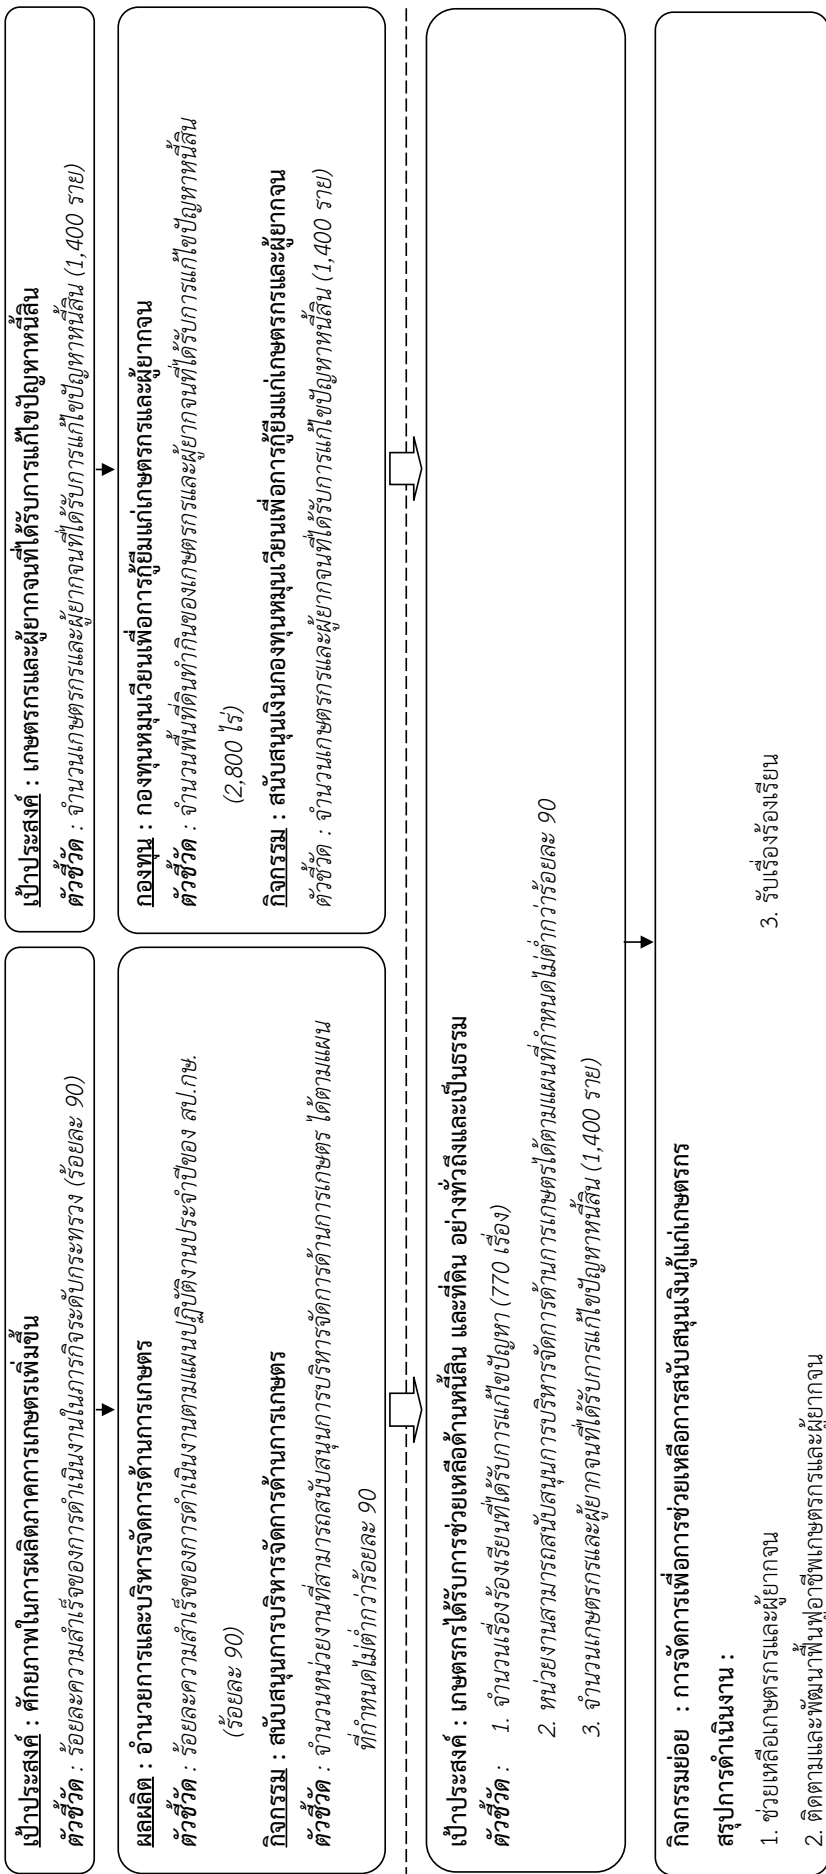 เป้าประสงค์ : ศักยภาพในการผลิตภาคการเกษตรเพิ่มขึ้น
ตัวชี้วัด : ร้อยละความสำเร็จของการดำเนินงานในภารกิจระดับกระทรวง (ร้อยละ 90)
เป้าประสงค์ : เกษตรกรและผู้ยากจนที่ได้รับการแก้ไขปัญหาหนี้สิน
ตัวชี้วัด : จำนวนเกษตรกรและผู้ยากจนที่ได้รับการแก้ไขปัญหาหนี้สิน (1,400 ราย)
ผลผลิต : อำนวยการและบริหารจัดการด้านการเกษตร
ตัวชี้วัด : ร้อยละความสำเร็จของการดำเนินงานตามแผนปฏิบัติงานประจำปีของ สป.กษ.
(ร้อยละ 90)
กิจกรรม : สนับสนุนการบริหารจัดการด้านการเกษตร
ตัวชี้วัด : จำนวนหน่วยงานที่สามารถสนับสนุนการบริหารจัดการด้านการเกษตร ได้ตามแผน
ที่กำหนดไม่ต่ำกว่าร้อยละ 90
กองทุน : กองทุนหมุนเวียนเพื่อการกู้ยืมแก่เกษตรกรและผู้ยากจน
ตัวชี้วัด : จำนวนพื้นที่ดินทำกินของเกษตรกรและผู้ยากจนที่ได้รับการแก้ไขปัญหาหนี้สิน
(2,800 ไร่)
กิจกรรม : สนับสนุนเงินกองทุนหมุนเวียนเพื่อการกู้ยืมแก่เกษตรกรและผู้ยากจน
ตัวชี้วัด : จำนวนเกษตรกรและผู้ยากจนที่ได้รับการแก้ไขปัญหาหนี้สิน (1,400 ราย)
เป้าประสงค์ : เกษตรกรได้รับการช่วยเหลือด้านหนี้สิน และที่ดิน อย่างทั่วถึงและเป็นธรรม
ตัวชี้วัด : 1. จำนวนเรื่องร้องเรียนที่ได้รับการแก้ไขปัญหา (770 เรื่อง)
2. หน่วยงานสามารถสนับสนุนการบริหารจัดการด้านการเกษตรได้ตามแผนที่กำหนดไม่ต่ำกว่าร้อยละ 90
3. จำนวนเกษตรกรและผู้ยากจนที่ได้รับการแก้ไขปัญหาหนี้สิน (1,400 ราย)
กิจกรรมย่อย : การจัดการเพื่อการช่วยเหลือการสนับสนุนเงินกู้แก่เกษตรกร
สรุปการดำเนินงาน :
1. ช่วยเหลือเกษตรกรและผู้ยากจน 3. รับเรื่องร้องเรียน
2. ติดตามและพัฒนาฟื้นฟูอาชีพเกษตรกรและผู้ยากจน